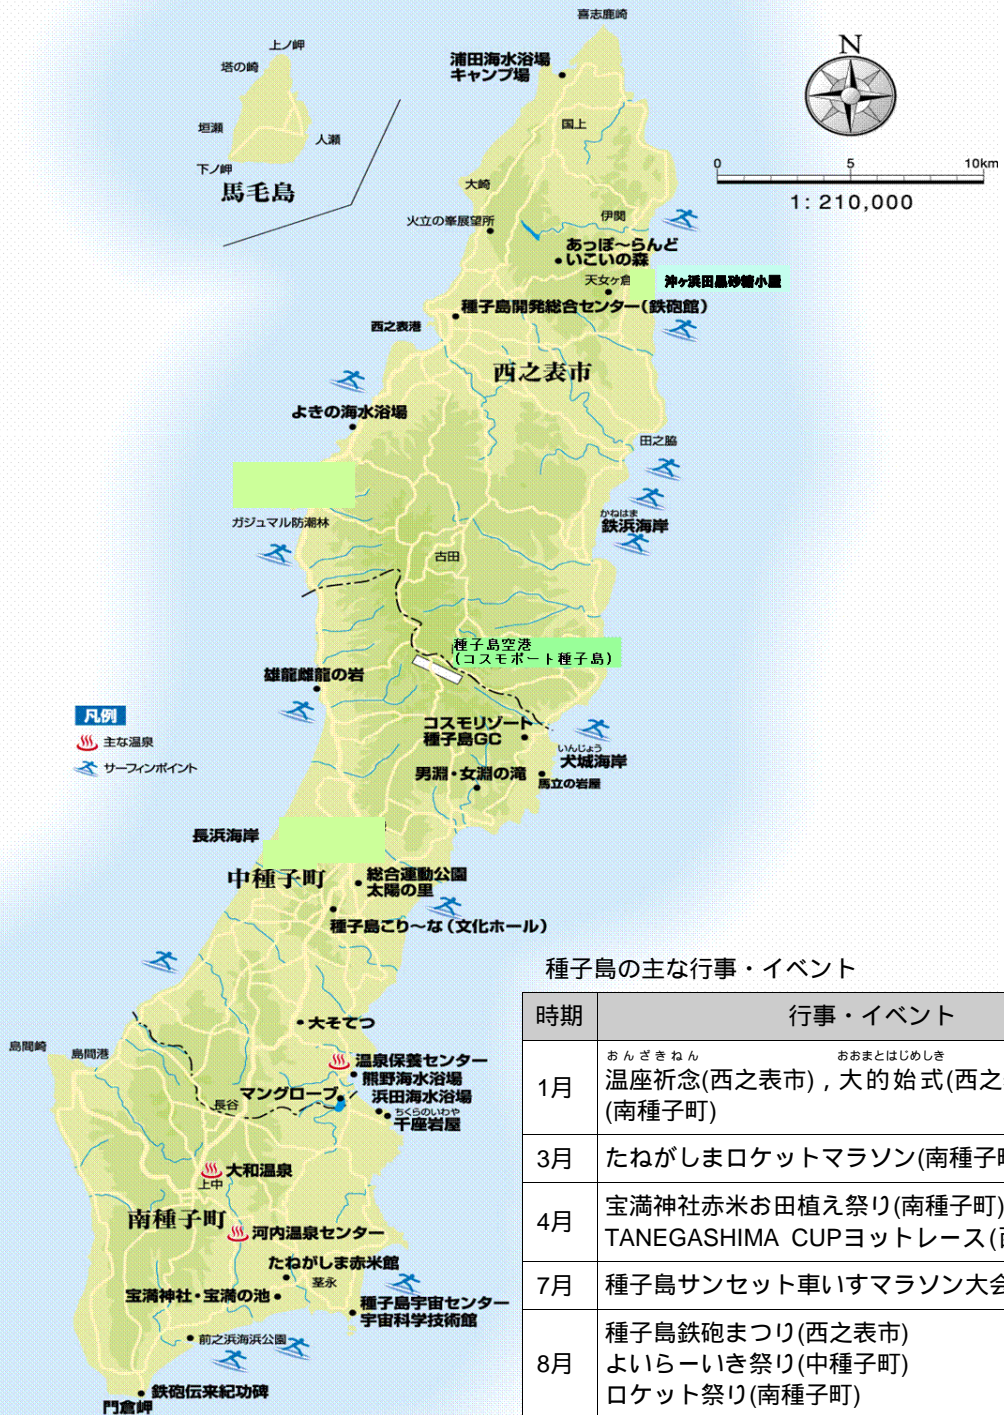 喜志鹿崎
上ノ岬
塔の崎
垣瀬
人瀬
下ノ岬
馬毛島
浦田海水浴場
キャンプ場
N
0 5 10km
1: 210,000
国上
大崎
火立の峯展望所
伊関
あっぽ～らんど
いこいの森
天女ヶ倉
沖ヶ浜田黒砂糖小屋
種子島開発総合センター(鉄砲館)
西之表港
西之表市
よきの海水浴場
田之脇
ガジュマル防潮林
かねはま
鉄浜海岸
古田
種子島空港
(コスモポート種子島)
雄龍雌龍の岩
凡例
主な温泉
サーフィンポイント
コスモリゾート
種子島GC
いんじょう
犬城海岸
男淵・女淵の滝
馬立の岩屋
長浜海岸
中種子町
総合運動公園
太陽の里
種子島こり～な(文化ホール)
大そてつ
島間崎
島間港
温泉保養センター
熊野海水浴場
マングローブ
浜田海水浴場
長谷
ちくらのいわや
千座岩屋
大和温泉
上中
南種子町
河内温泉センター
たねがしま赤米館
茎永
宝満神社・宝満の池
種子島宇宙センター
宇宙科学技術館
前之浜海浜公園
鉄砲伝来紀功碑
門倉岬
種子島の主な行事・イベント
時期 行事・イベント
おんざきねん おおまとはじめしき
1月 温座祈念(西之表市)，大的始式(西之
(南種子町)
3月 たねがしまロケットマラソン(南種子町
4月 宝満神社赤米お田植え祭り(南種子町)
TANEGASHIMA CUPヨットレース(西
7月 種子島サンセット車いすマラソン大会
8月 種子島鉄砲まつり(西之表市)
よいらーいき祭り(中種子町)
ロケット祭り(南種子町)